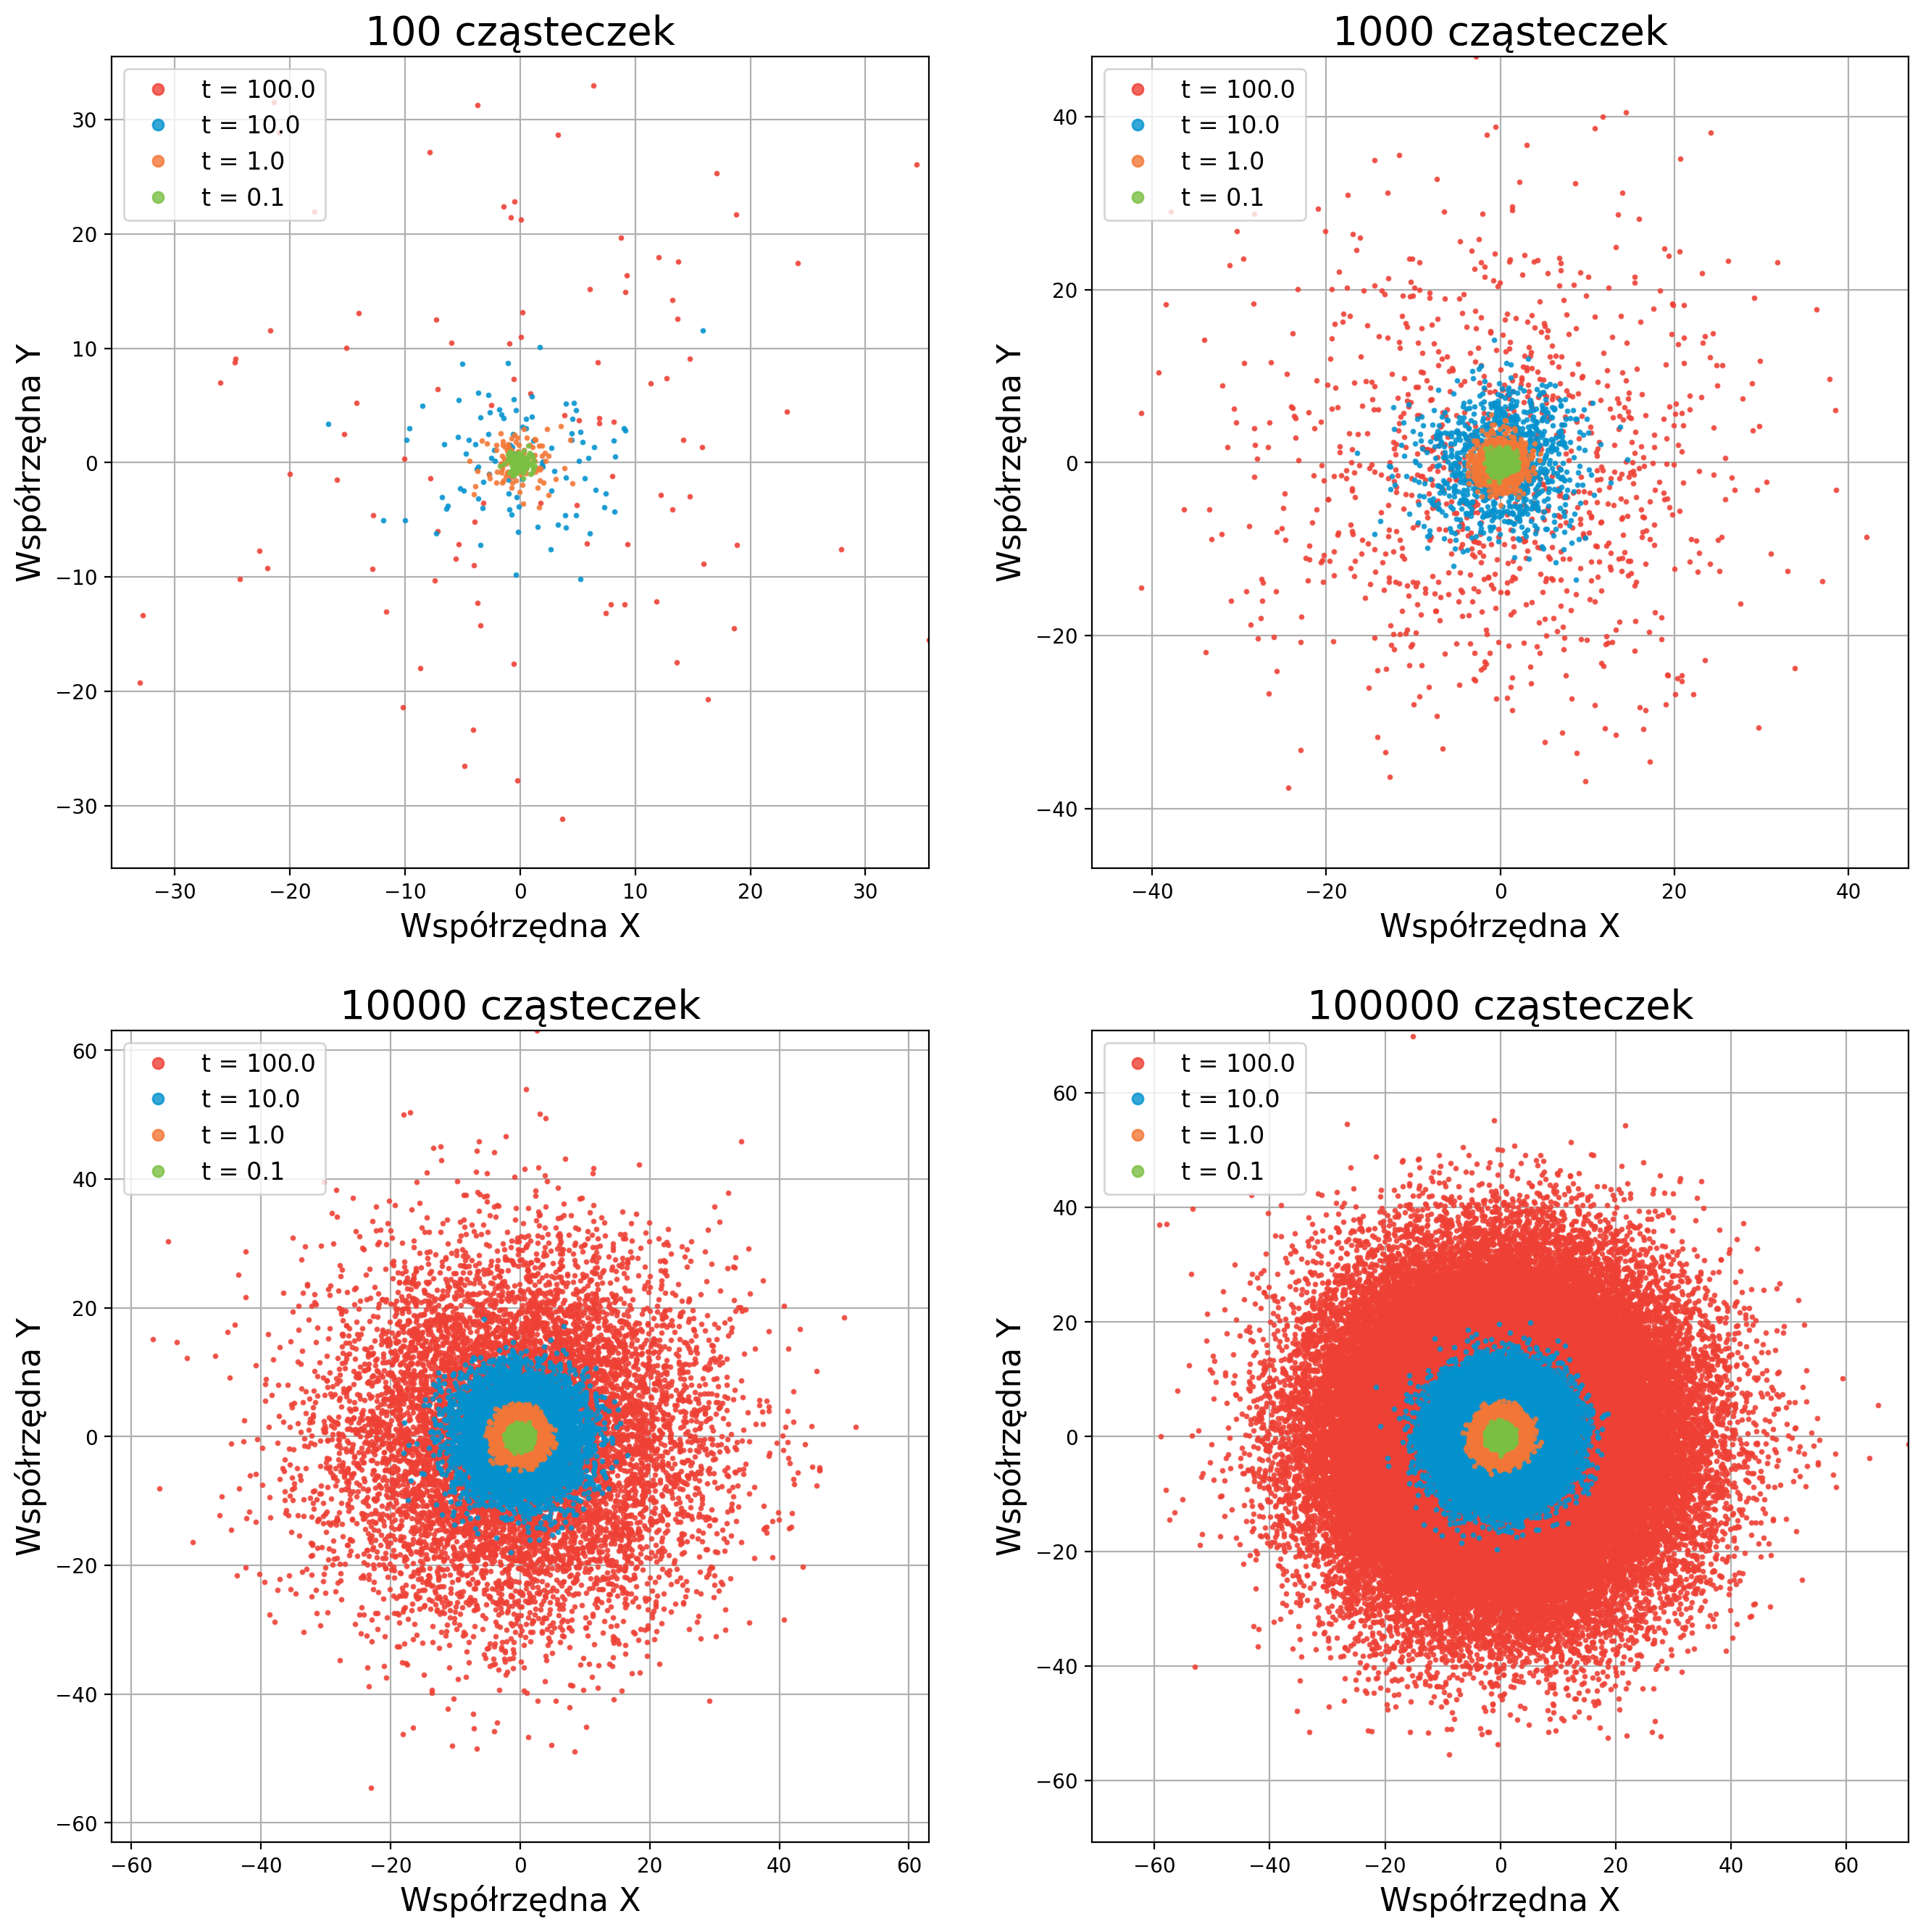 100 cząsteczek
t = 100.0
t = 10.0
t = 1.0
t = 0.1
30
20
10
0
−10
−20
−30
Współrzędna Y
−30 −20 −10 0 10 20 30
Współrzędna X
1000 cząsteczek
t = 100.0
t = 10.0
t = 1.0
t = 0.1
40
20
0
−20
−40
Współrzędna Y
−40 −20 0 20 40
Współrzędna X
10000 cząsteczek
t = 100.0
t = 10.0
t = 1.0
t = 0.1
60
40
20
0
−20
−40
−60
Współrzędna Y
−60 −40 −20 0 20 40 60
Współrzędna X
100000 cząsteczek
t = 100.0
t = 10.0
t = 1.0
t = 0.1
60
40
20
0
−20
−40
−60
Współrzędna Y
−60 −40 −20 0 20 40 60
Współrzędna X